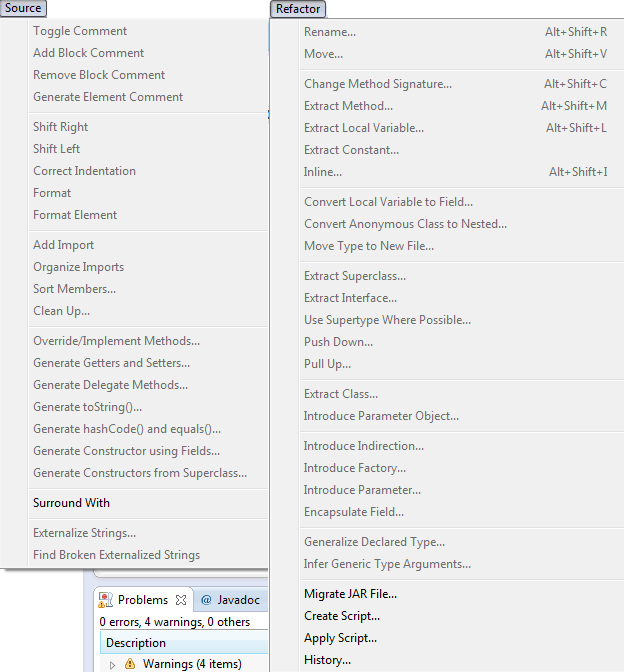 Source
Toggle Comment
Add Block Comment
Remove Block Comment
Generate Element Comment
Shift Right
Shift Left
Correct Indentation
Format
Format Element
Add Import
Organize Imports
Sort Members...
Clean Up...
Override/Implement Methods...
Generate Getters and Setters...
Generate Delegate Methods...
Generate toString()...
Generate hashCode() and equals()...
Generate Constructor using Fields...
Generate Constructors from Superclass...
Surround With
Externalize Strings...
Find Broken Externalized Strings
Refactor
Rename... Alt+Shift+R
Move... Alt+Shift+V
Change Method Signature... Alt+Shift+C
Extract Method... Alt+Shift+M
Extract Local Variable... Alt+Shift+L
Extract Constant...
Inline... Alt+Shift+I
Convert Local Variable to Field...
Convert Anonymous Class to Nested...
Move Type to New File...
Extract Superclass...
Extract Interface...
Use Supertype Where Possible...
Push Down...
Pull Up...
Extract Class...
Introduce Parameter Object...
Introduce Indirection...
Introduce Factory...
Introduce Parameter...
Encapsulate Field...
Generalize Declared Type...
Infer Generic Type Arguments...
Migrate JAR File...
Create Script...
Apply Script...
History...
Problems @ Javadoc
0 errors, 4 warnings, 0 others
Description
Warnings (4 items)